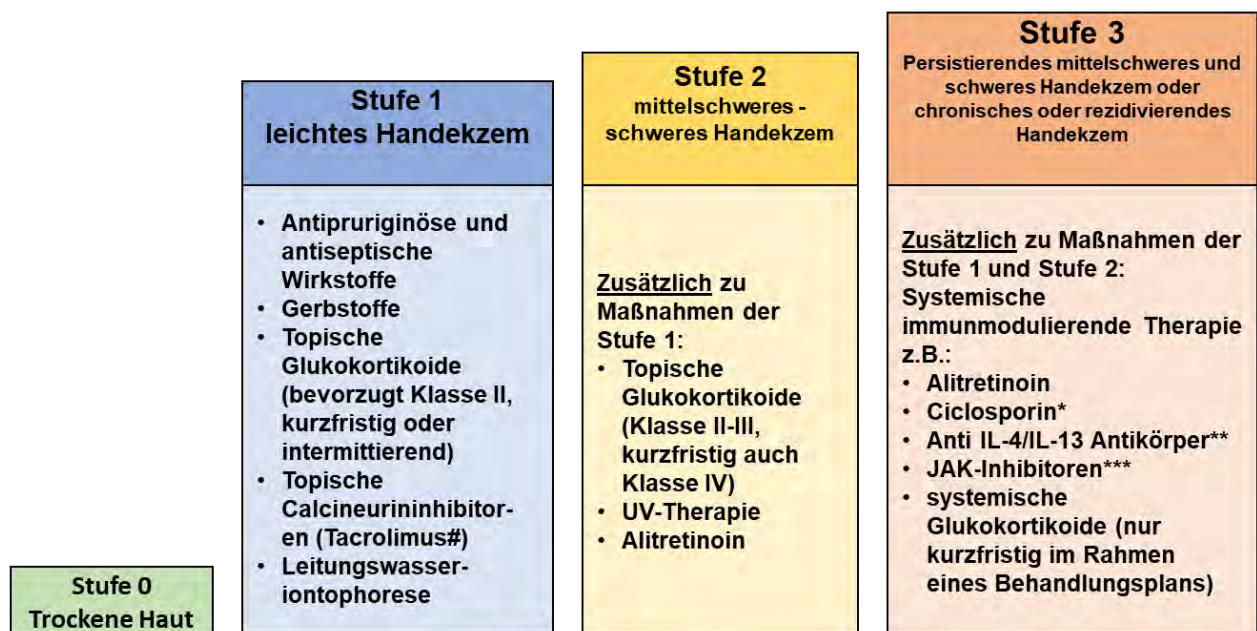 Stufe 0
Trockene Haut
Stufe 1
leichtes Handekzem
• Antipruriginöse und
antiseptische
Wirkstoffe
• Gerbstoffe
• Topische
Glukokortikoide
(bevorzugt Klasse II,
kurzfristig oder
intermittierend)
• Topische
Calcineurininhibitor-
en (Tacrolimus#)
• Leitungswasser-
iontophorese
Stufe 2
mittelschweres -
schweres Handekzem
Zusätzlich zu
Maßnahmen der
Stufe 1:
• Topische
Glukokortikoide
(Klasse II-III,
kurzfristig auch
Klasse IV)
• UV-Therapie
• Alitretinoin
Stufe 3
Persistierendes mittelschweres und
schweres Handekzem oder
chronisches oder rezidivierendes
Handekzem
Zusätzlich zu Maßnahmen der
Stufe 1 und Stufe 2:
Systemische
immunmodulierende Therapie
z.B.:
• Alitretinoin
• Ciclosporin*
• Anti IL-4/IL-13 Antikörper**
• JAK-Inhibitoren***
• systemische
Glukokortikoide (nur
kurzfristig im Rahmen
eines Behandlungsplans)